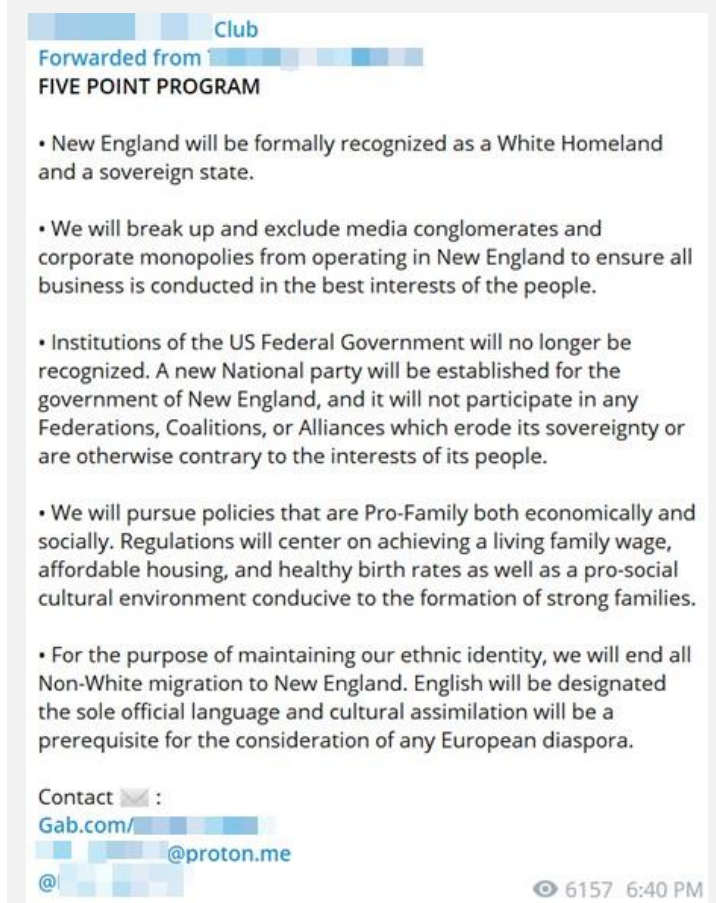 Club
Forwarded from
FIVE POINT PROGRAM
• New England will be formally recognized as a White Homeland
and a sovereign state.
• We will break up and exclude media conglomerates and
corporate monopolies from operating in New England to ensure all
business is conducted in the best interests of the people.
• Institutions of the US Federal Government will no longer be
recognized. A new National party will be established for the
government of New England, and it will not participate in any
Federations, Coalitions, or Alliances which erode its sovereignty or
are otherwise contrary to the interests of its people.
• We will pursue policies that are Pro-Family both economically and
socially. Regulations will center on achieving a living family wage,
affordable housing, and healthy birth rates as well as a pro-social
cultural environment conducive to the formation of strong families.
• For the purpose of maintaining our ethnic identity, we will end all
Non-White migration to New England. English will be designated
the sole official language and cultural assimilation will be a
prerequisite for the consideration of any European diaspora.
Contact ✉ :
Gab.com/
@proton.me
@
6157 6:40 PM